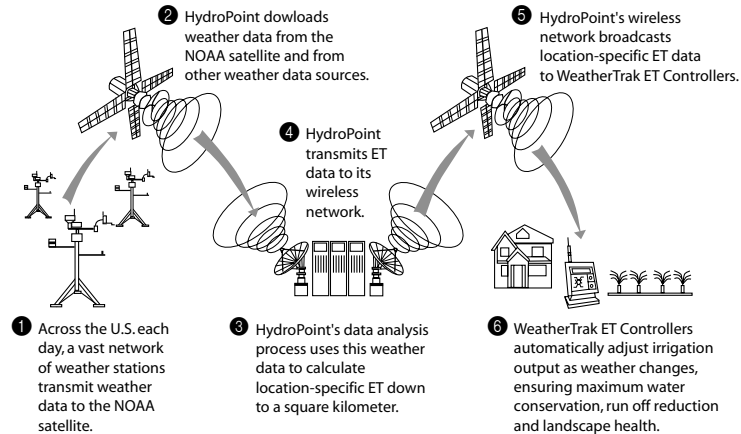 1 Across the U.S. each
day, a vast network
of weather stations
transmit weather
data to the NOAA
satellite.
2 HydroPoint dowloads
weather data from the
NOAA satellite and from
other weather data sources.
3 HydroPoint's data analysis
process uses this weather
data to calculate
location-specific ET down
to a square kilometer.
4 HydroPoint
transmits ET
data to its
wireless
network.
5 HydroPoint's wireless
network broadcasts
location-specific ET data
to WeatherTrak ET Controllers.
6 WeatherTrak ET Controllers
automatically adjust irrigation
output as weather changes,
ensuring maximum water
conservation, run off reduction
and landscape health.